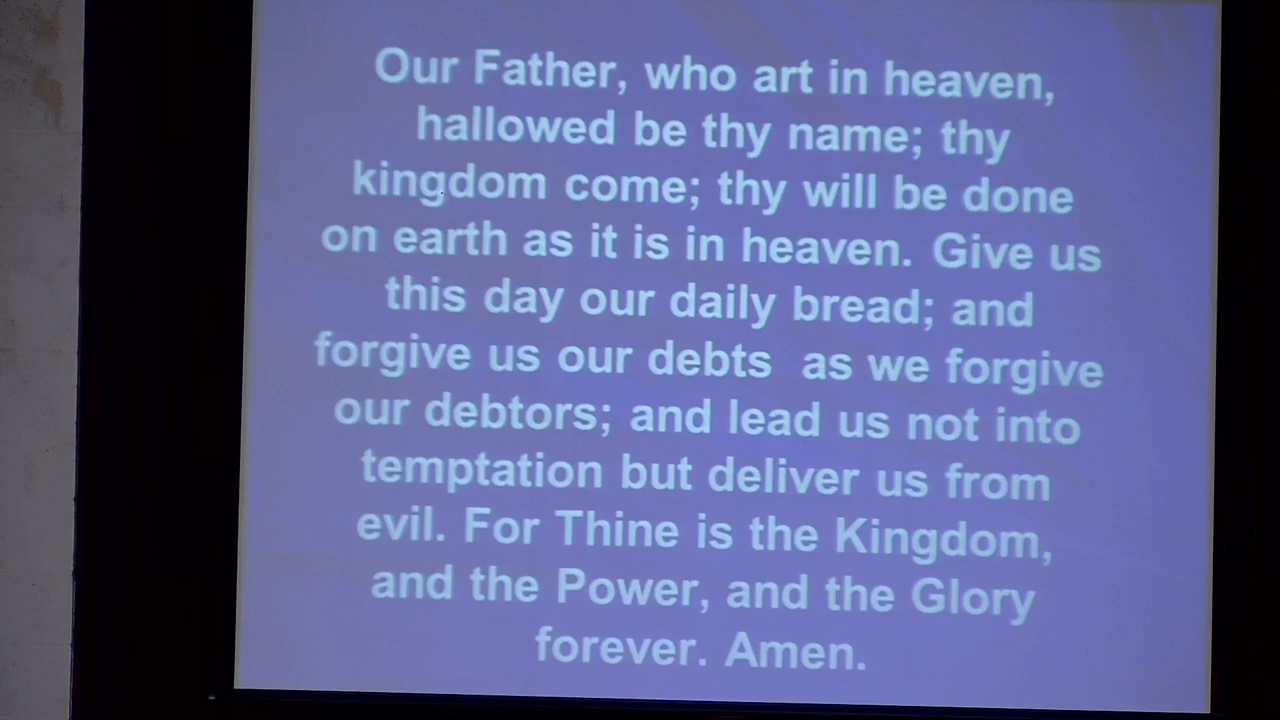 Our Father, who art in heaven,
hallowed be thy name; thy
kingdom come; thy will be done
on earth as it is in heaven. Give us
this day our daily bread; and
forgive us our debts as we forgive
our debtors; and lead us not into
temptation but deliver us from
evil. For Thine is the Kingdom,
and the Power, and the Glory
forever. Amen.